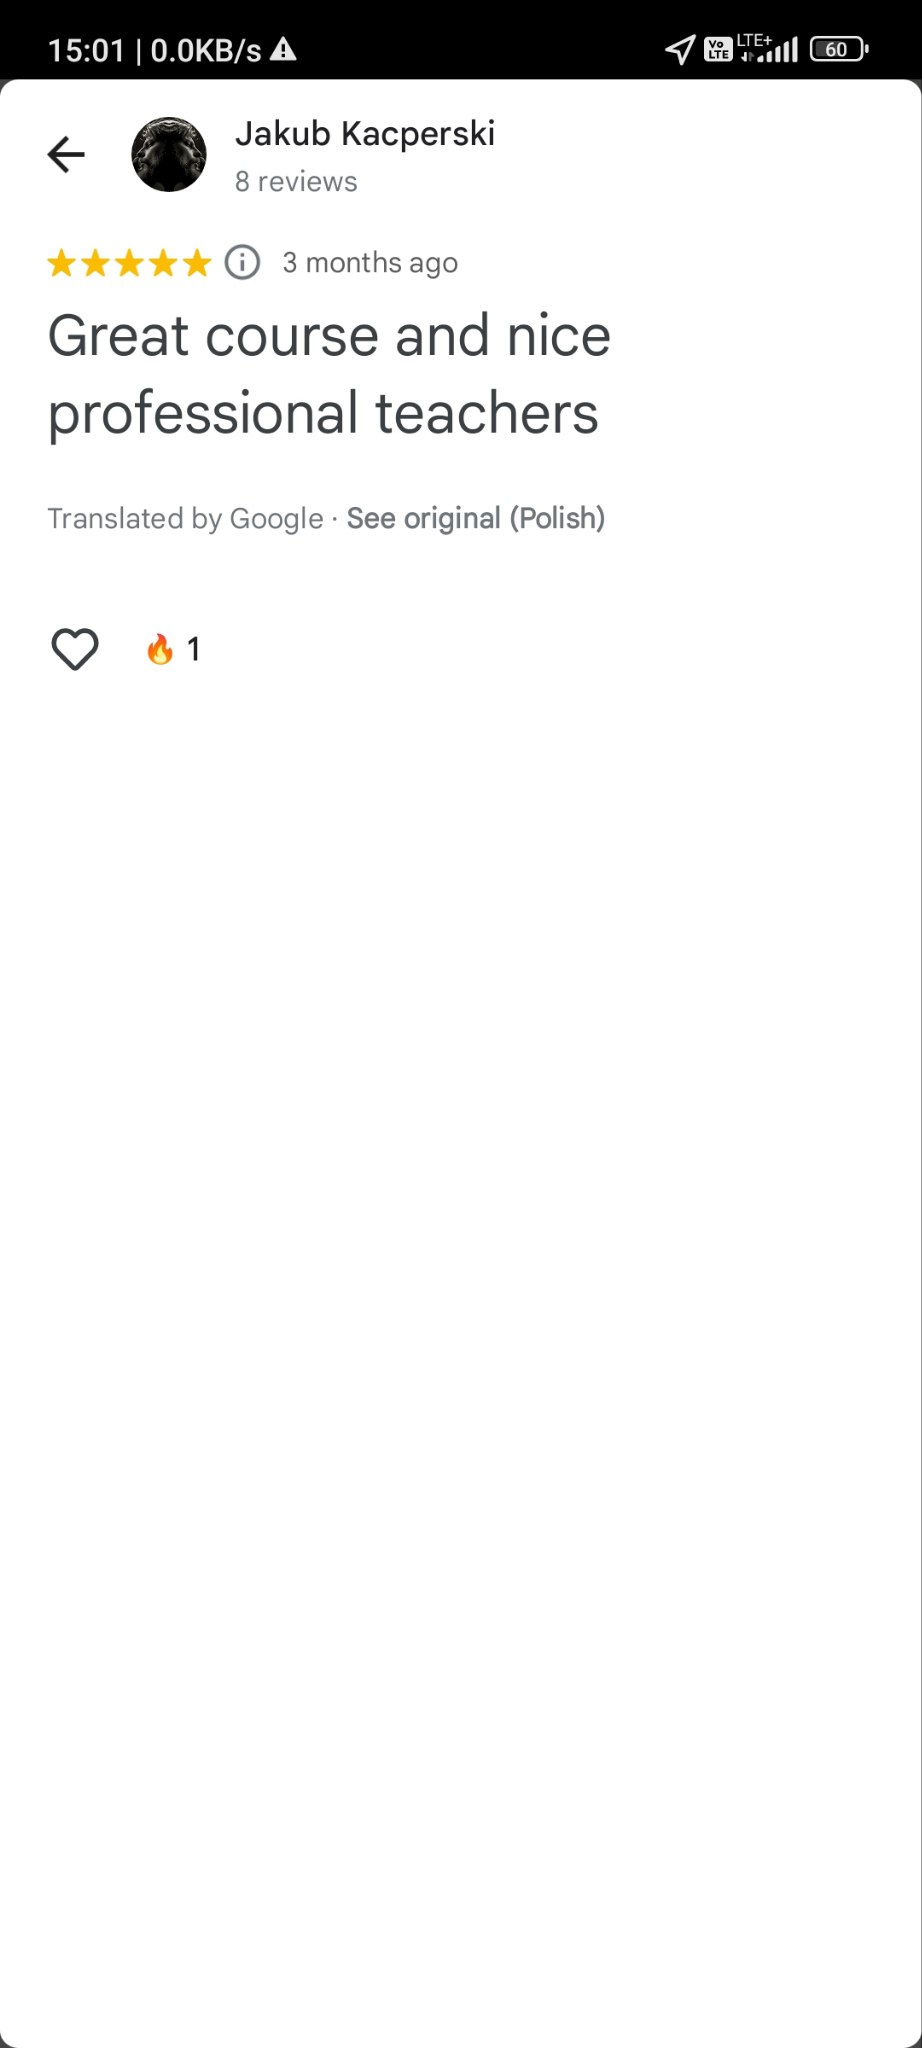 15:01 | 0.0KB/s
Vo LTE LTE+ 60
Jakub Kacperski
8 reviews
3 months ago
Great course and nice
professional teachers
Translated by Google · See original (Polish)
🔥 1